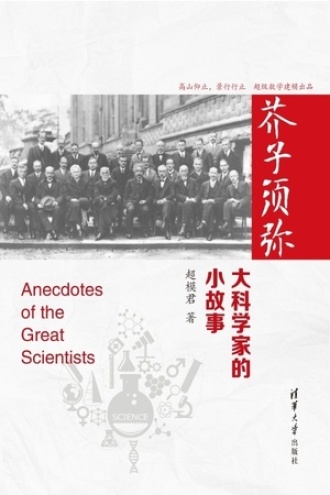 高山仰止，景行行止　超级数学建模出品
芥子须弥
大科学家的
小故事
超模君 著
Anecdotes
of the
Great
Scientists
SCIENCE
清华大学出版社